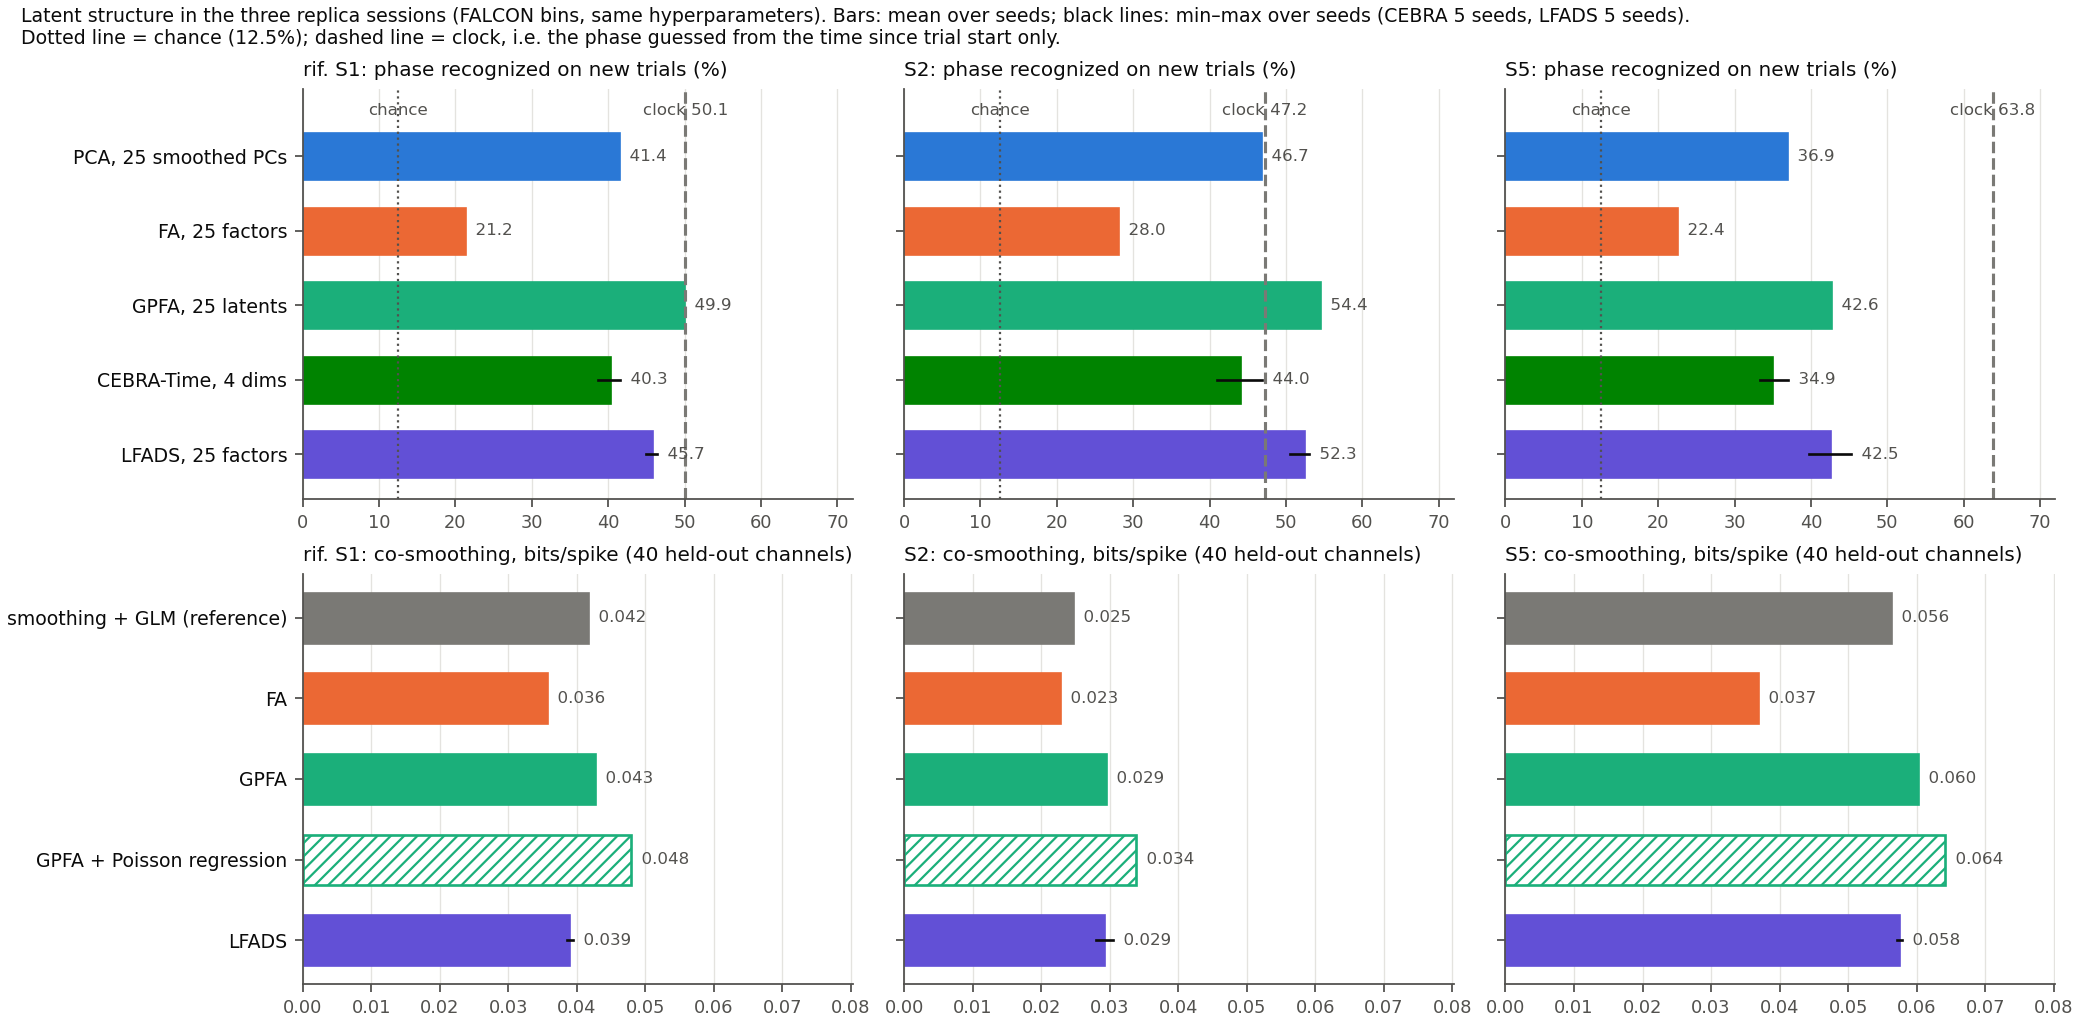 Latent structure in the three replica sessions (FALCON bins, same hyperparameters). Bars: mean over seeds; black lines: min–max over seeds (CEBRA 5 seeds, LFADS 5 seeds).
Dotted line = chance (12.5%); dashed line = clock, i.e. the phase guessed from the time since trial start only.
rif. S1: phase recognized on new trials (%)
chance
clock 50.1
PCA, 25 smoothed PCs
41.4
FA, 25 factors
21.2
GPFA, 25 latents
49.9
CEBRA-Time, 4 dims
40.3
LFADS, 25 factors
45.7
0 10 20 30 40 50 60 70
S2: phase recognized on new trials (%)
chance
clock 47.2
46.7
28.0
54.4
44.0
52.3
0 10 20 30 40 50 60 70
S5: phase recognized on new trials (%)
chance
clock 63.8
36.9
22.4
42.6
34.9
42.5
0 10 20 30 40 50 60 70
rif. S1: co-smoothing, bits/spike (40 held-out channels)
smoothing + GLM (reference)
0.042
FA
0.036
GPFA
0.043
GPFA + Poisson regression
0.048
LFADS
0.039
0.00 0.01 0.02 0.03 0.04 0.05 0.06 0.07 0.08
S2: co-smoothing, bits/spike (40 held-out channels)
0.025
0.023
0.029
0.034
0.029
0.00 0.01 0.02 0.03 0.04 0.05 0.06 0.07 0.08
S5: co-smoothing, bits/spike (40 held-out channels)
0.056
0.037
0.060
0.064
0.058
0.00 0.01 0.02 0.03 0.04 0.05 0.06 0.07 0.08